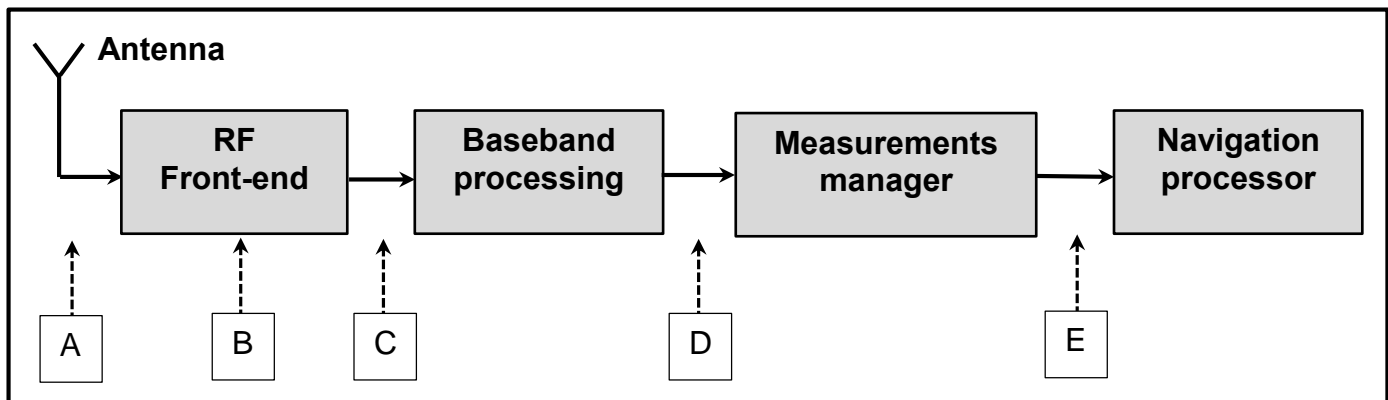 Antenna
RF
Front-end
Baseband
processing
Measurements
manager
Navigation
processor
A
B
C
D
E